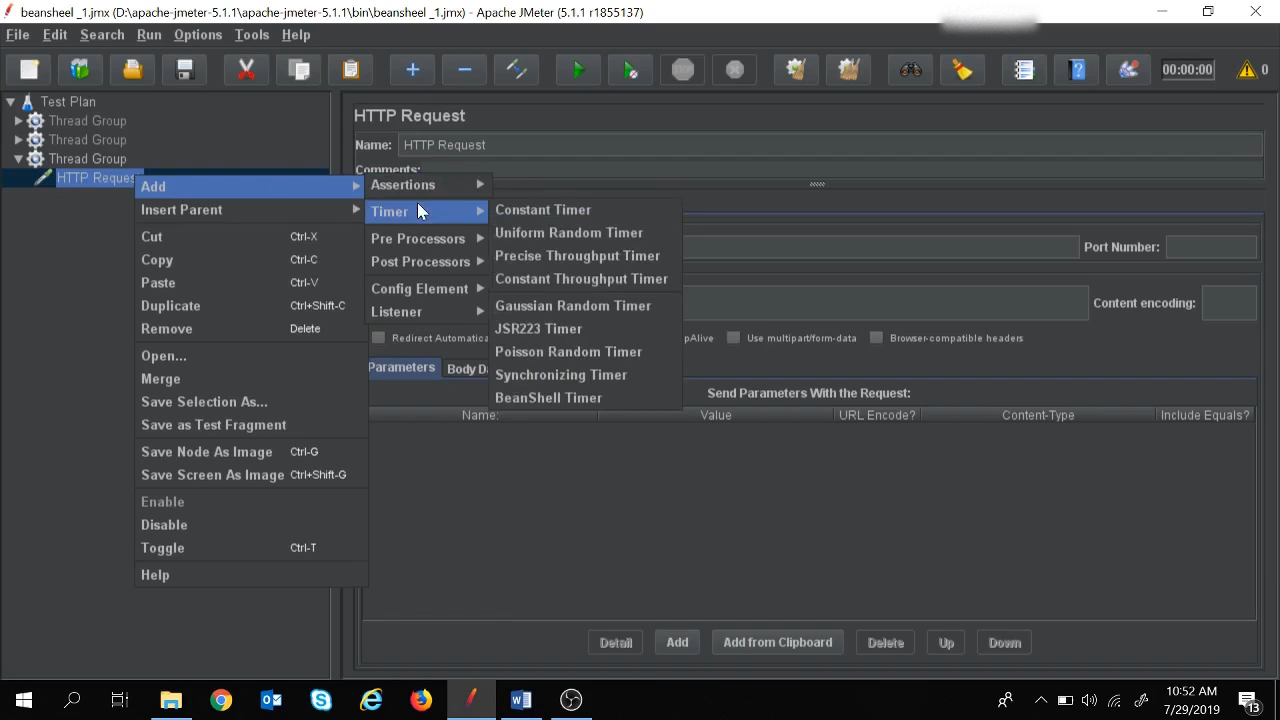 beansheel _1.jmx (D:\apache-jmeter-5.1.1\apache-jmeter-5.1.1\bin\beansheel _1.jmx) - Apache JMeter (5.1.1 r1855137)
File Edit Search Run Options Tools Help
00:00:00 0
Test Plan
Thread Group
Thread Group
Thread Group
HTTP Reques
Add
Insert Parent
Cut Ctrl-X
Copy Ctrl-C
Paste Ctrl-V
Duplicate Ctrl+Shift-C
Remove Delete
Open...
Merge
Save Selection As...
Save as Test Fragment
Save Node As Image Ctrl-G
Save Screen As Image Ctrl+Shift-G
Enable
Disable
Toggle Ctrl-T
Help
Assertions
Timer
Pre Processors
Post Processors
Config Element
Listener
Constant Timer
Uniform Random Timer
Precise Throughput Timer
Constant Throughput Timer
Gaussian Random Timer
JSR223 Timer
Poisson Random Timer
Synchronizing Timer
BeanShell Timer
HTTP Request
Name: HTTP Request
Comments:
Port Number:
Content encoding:
Redirect Automatica pAlive Use multipart/form-data Browser-compatible headers
Parameters Body Da
Send Parameters With the Request:
Name: Value URL Encode? Content-Type Include Equals?
Detail Add Add from Clipboard Delete Up Down
10:52 AM
7/29/2019
13